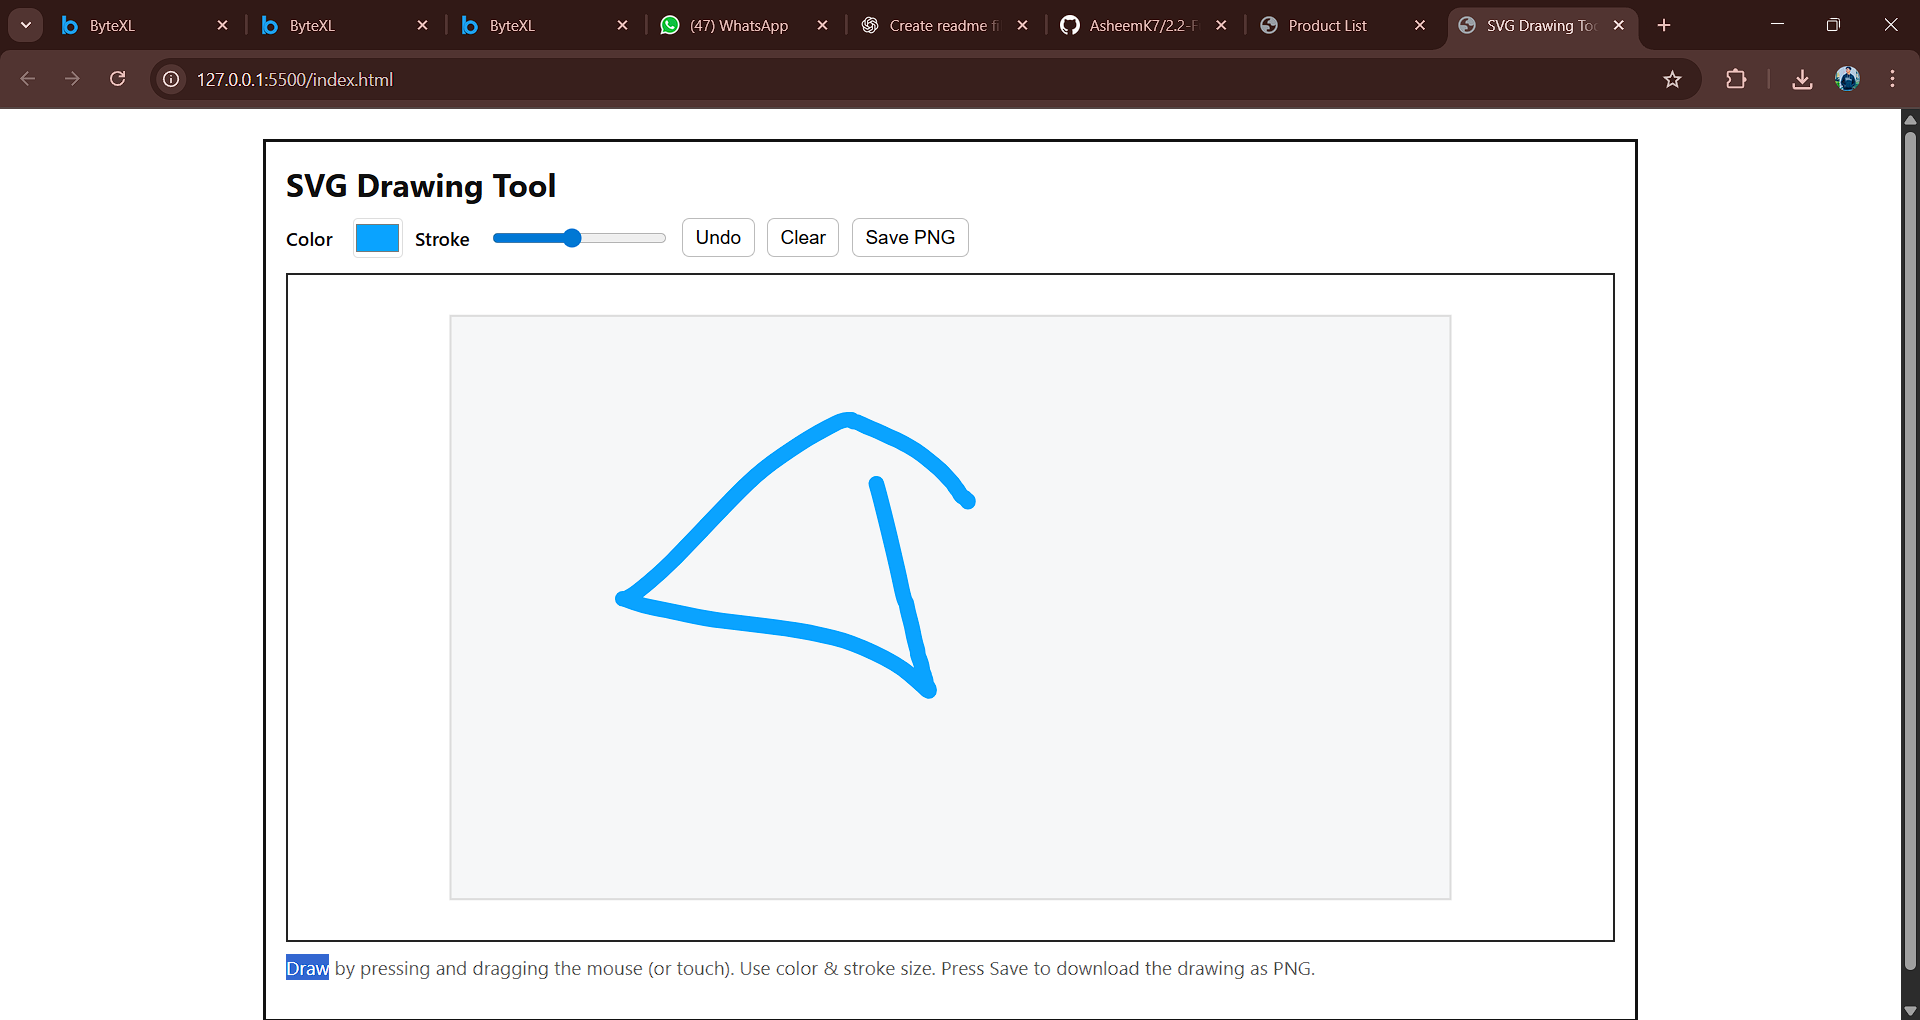 ByteXL
ByteXL
ByteXL
(47) WhatsApp
Create readme fi
AsheemK7/2.2-F
Product List
SVG Drawing Too
127.0.0.1:5500/index.html
SVG Drawing Tool
Color
Stroke
Undo
Clear
Save PNG
Draw by pressing and dragging the mouse (or touch). Use color & stroke size. Press Save to download the drawing as PNG.